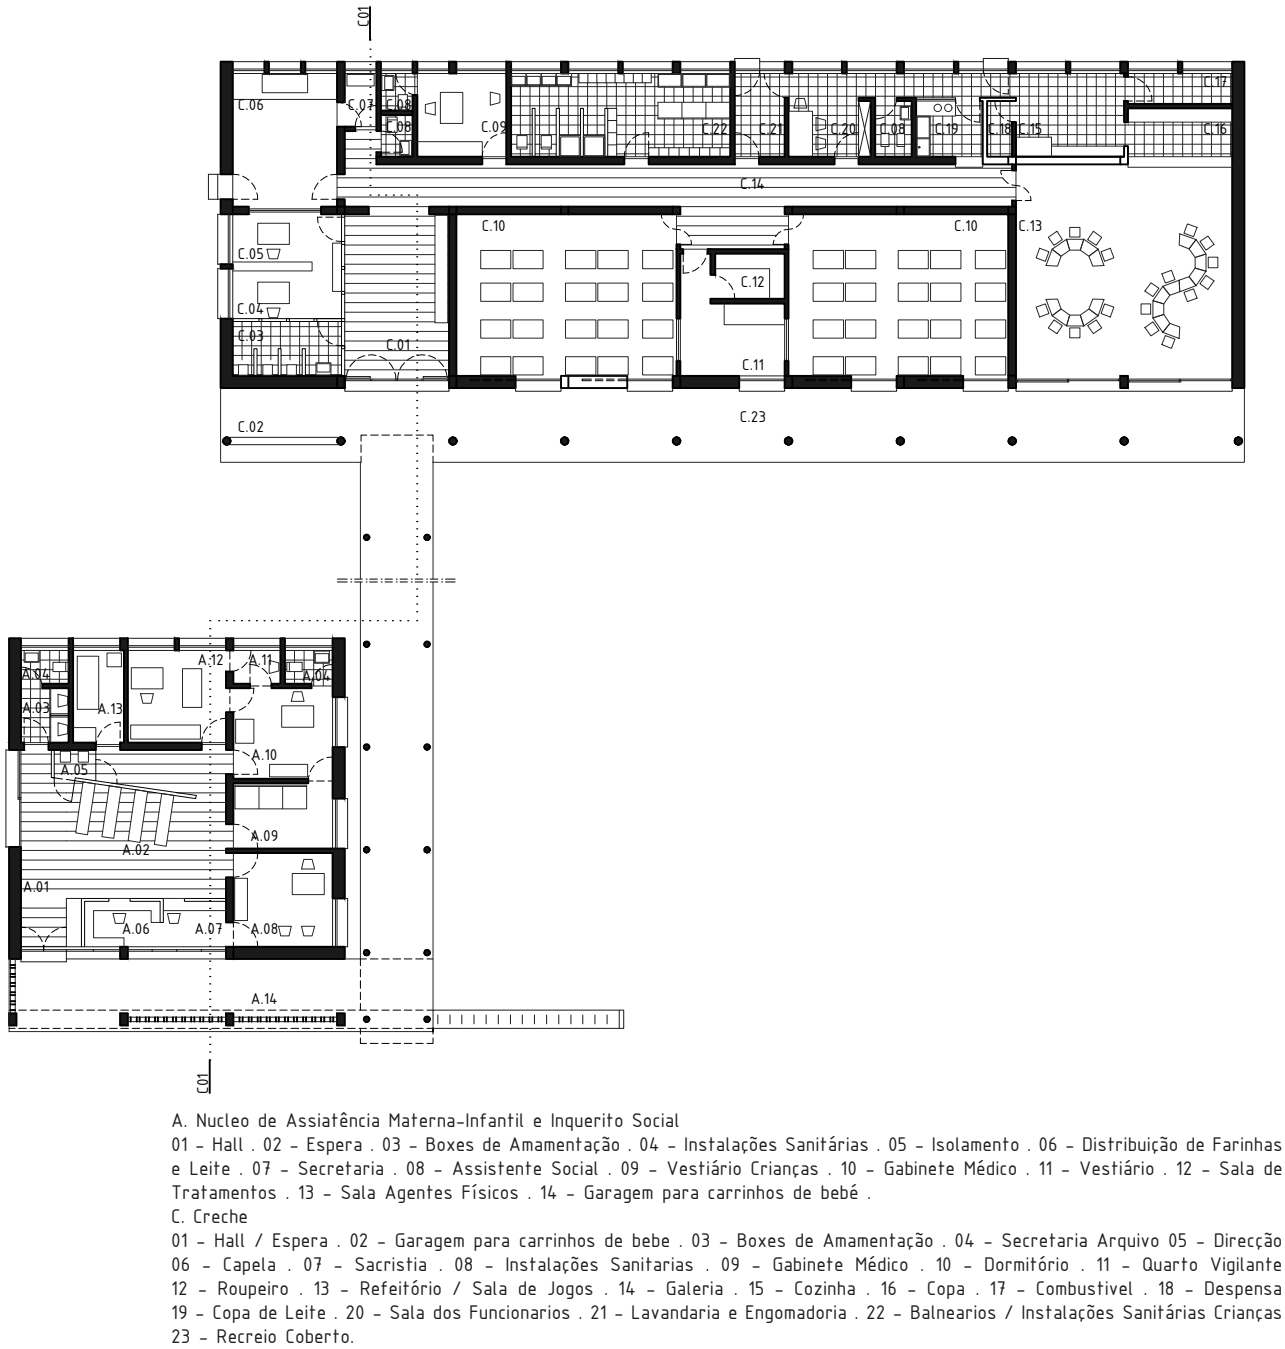 C01
C.06
C.07
C.08
C.08
C.09
C.22
C.21
C.20
C.08
C.19
C.18
C.15
C.17
C.16
C.14
C.10
C.10
C.13
C.05
C.04
C.03
C.01
C.12
C.11
C.02
C.23
A.04
A.03
A.13
A.12
A.11
A.04
A.10
A.05
A.09
A.02
A.01
A.06
A.07
A.08
A.14
C01
A. Nucleo de Assiatência Materna-Infantil e Inquerito Social
01 - Hall . 02 - Espera . 03 - Boxes de Amamentação . 04 - Instalações Sanitárias . 05 - Isolamento . 06 - Distribuição de Farinhas
e Leite . 07 - Secretaria . 08 - Assistente Social . 09 - Vestiário Crianças . 10 - Gabinete Médico . 11 - Vestiário . 12 - Sala de
Tratamentos . 13 - Sala Agentes Físicos . 14 - Garagem para carrinhos de bebé .
C. Creche
01 - Hall / Espera . 02 - Garagem para carrinhos de bebe . 03 - Boxes de Amamentação . 04 - Secretaria Arquivo 05 - Direcção
06 - Capela . 07 - Sacristia . 08 - Instalações Sanitarias . 09 - Gabinete Médico . 10 - Dormitório . 11 - Quarto Vigilante
12 - Roupeiro . 13 - Refeitório / Sala de Jogos . 14 - Galeria . 15 - Cozinha . 16 - Copa . 17 - Combustivel . 18 - Despensa
19 - Copa de Leite . 20 - Sala dos Funcionarios . 21 - Lavandaria e Engomadoria . 22 - Balnearios / Instalações Sanitárias Crianças
23 - Recreio Coberto.